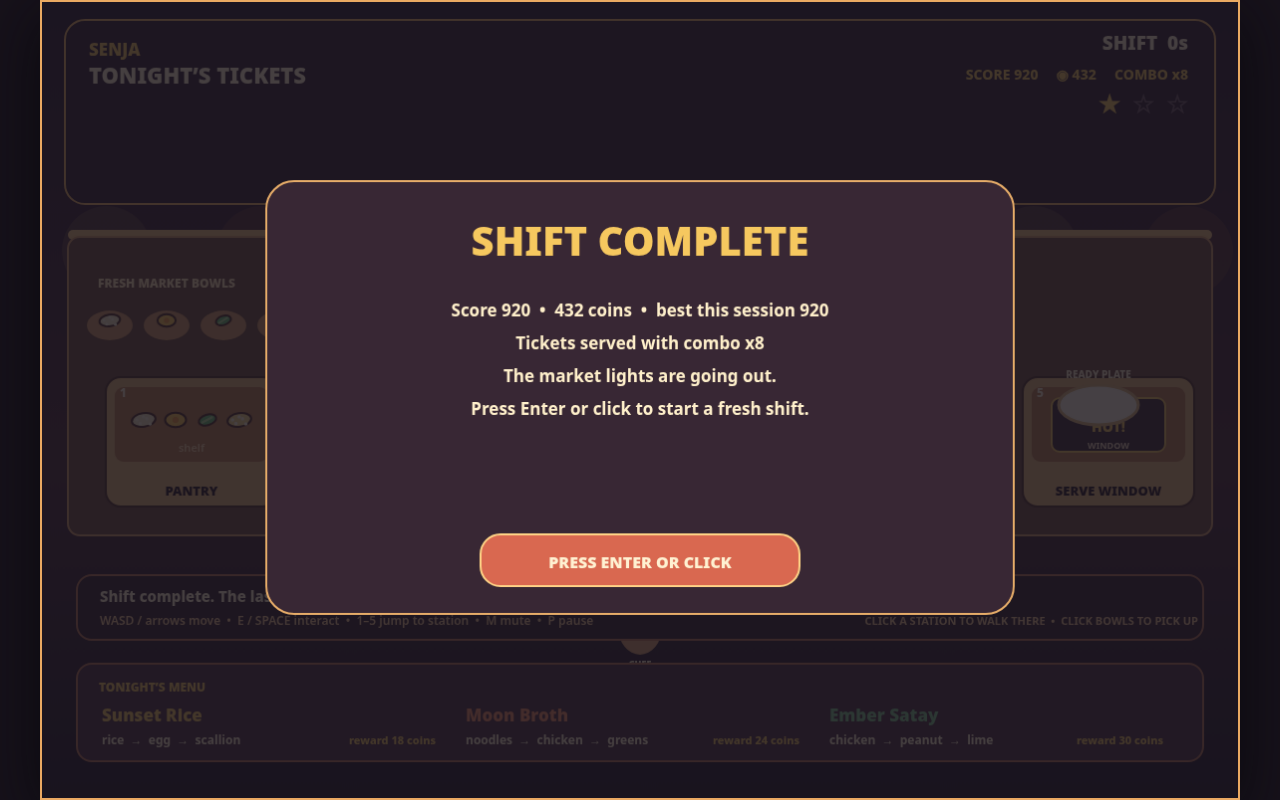 SENJA
TONIGHT'S TICKETS
SHIFT 0s
SCORE 920 ◉ 432 COMBO x8
★ ☆ ☆
SHIFT COMPLETE
Score 920 • 432 coins • best this session 920
Tickets served with combo x8
The market lights are going out.
Press Enter or click to start a fresh shift.
PRESS ENTER OR CLICK
FRESH MARKET BOWLS
1
shelf
PANTRY
READY PLATE
5
HOT!
WINDOW
SERVE WINDOW
Shift complete. The las
WASD / arrows move • E / SPACE interact • 1–5 jump to station • M mute • P pause
CLICK A STATION TO WALK THERE • CLICK BOWLS TO PICK UP
TONIGHT'S MENU
Sunset Rice
rice → egg → scallion
reward 18 coins
Moon Broth
noodles → chicken → greens
reward 24 coins
Ember Satay
chicken → peanut → lime
reward 30 coins